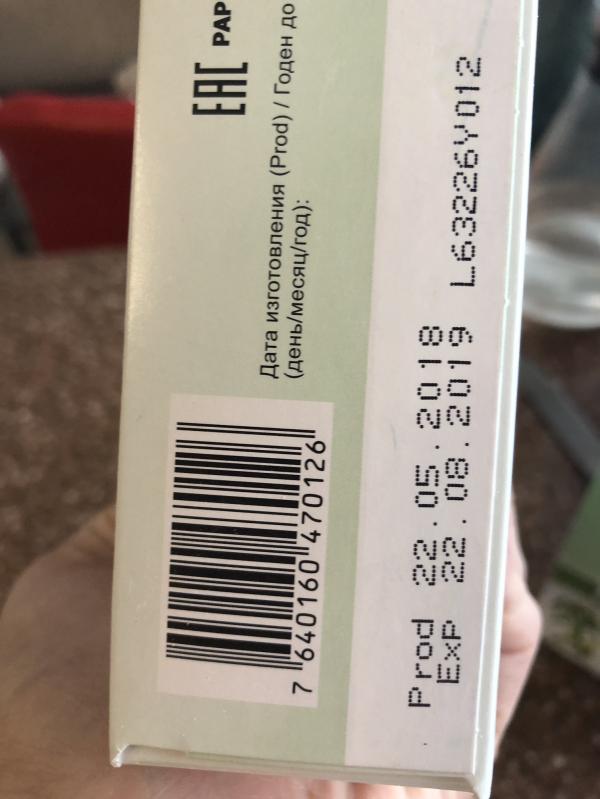 EAC PAP
Дата изготовления (Prod) / Годен до
(день/месяц/год):
7 640160 470126
Prod 22.05.2018
Exp 22.08.2019 L63226Y012